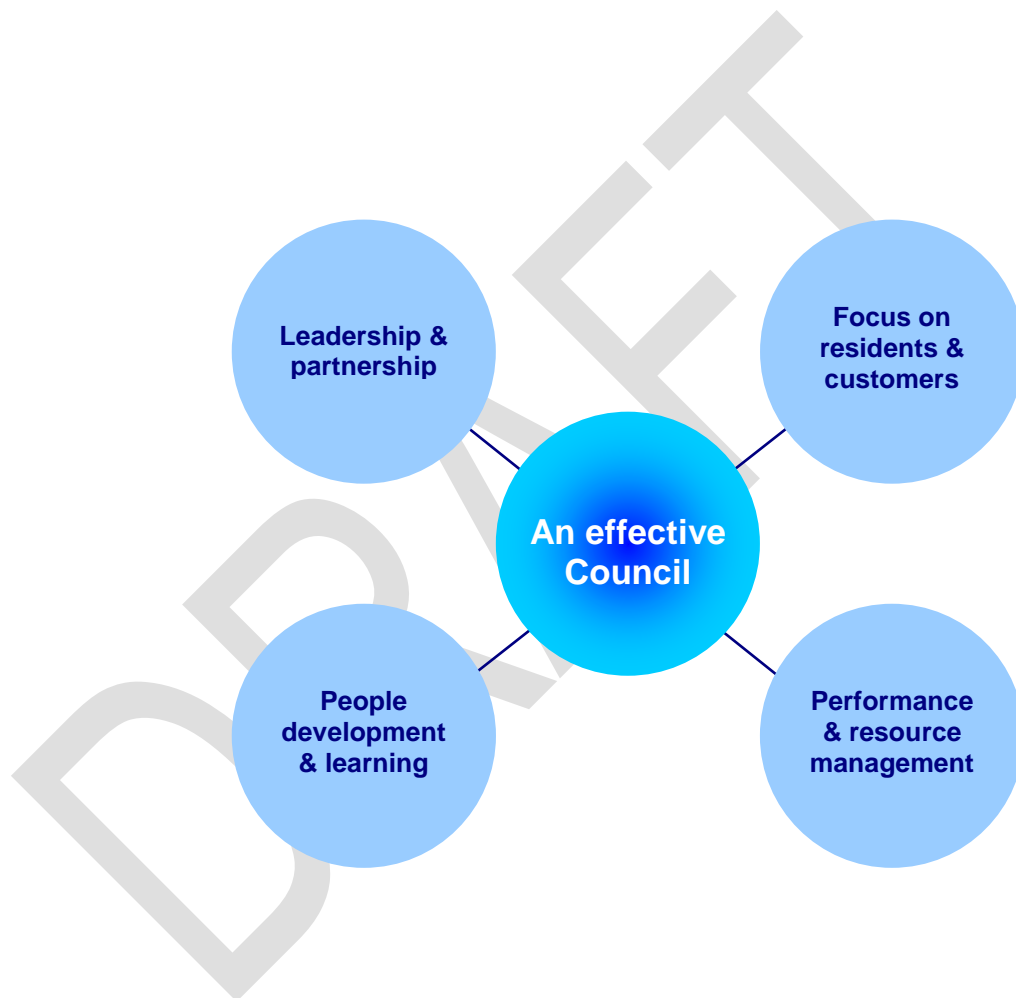 Leadership &
partnership
Focus on
residents &
customers
An effective
Council
People
development
& learning
Performance
& resource
management
DRAFT